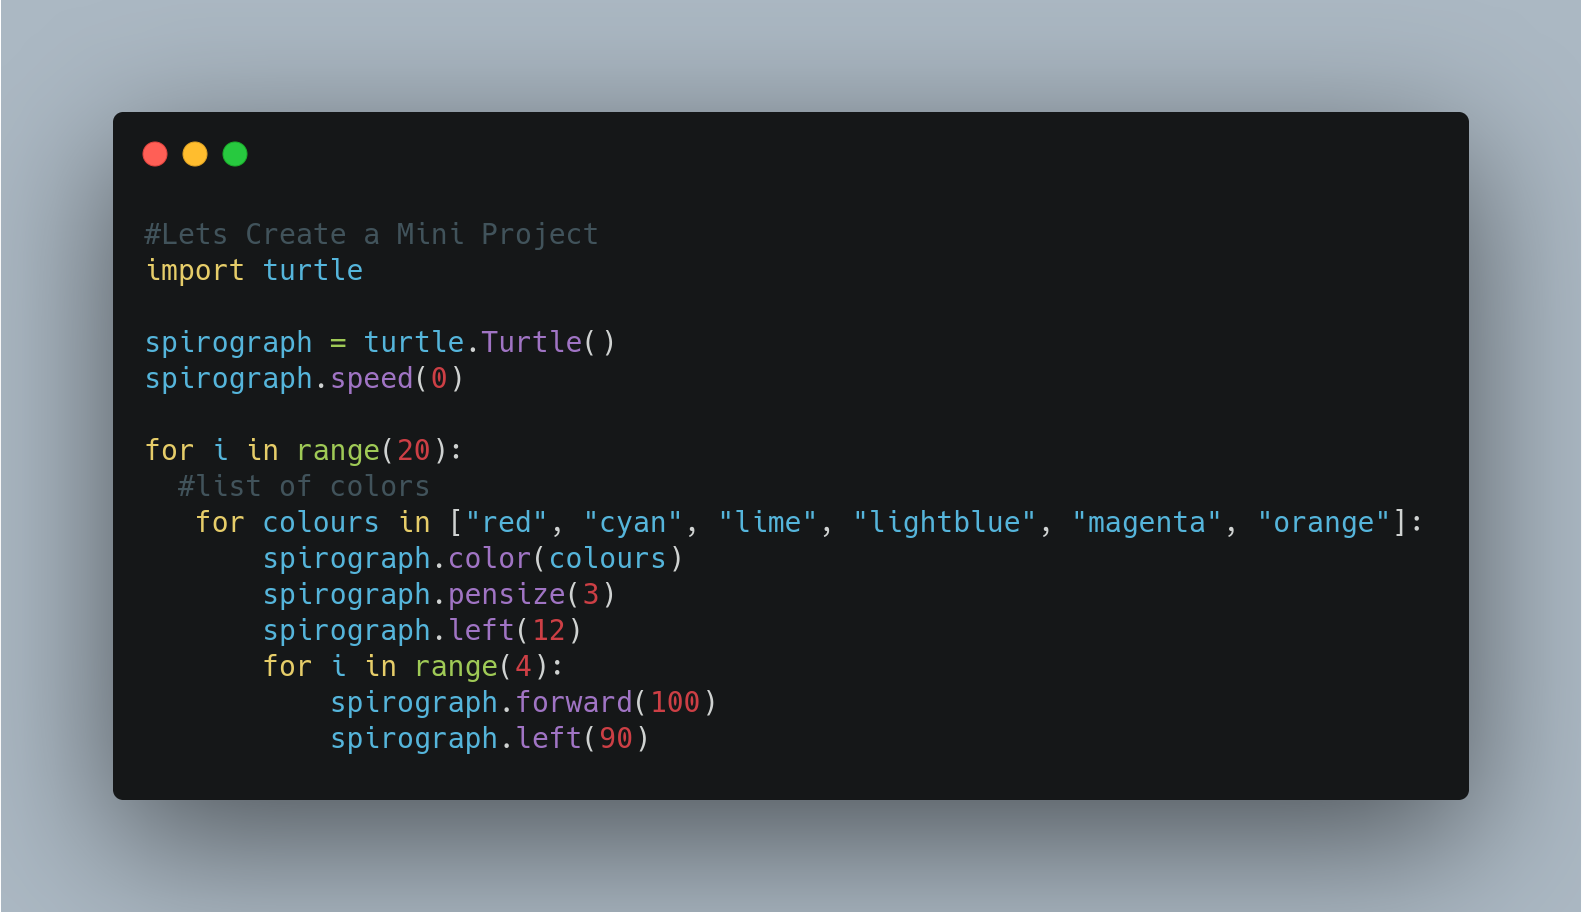 #Lets Create a Mini Project
import turtle

spirograph = turtle.Turtle()
spirograph.speed(0)

for i in range(20):
  #list of colors
   for colours in ["red", "cyan", "lime", "lightblue", "magenta", "orange"]:
       spirograph.color(colours)
       spirograph.pensize(3)
       spirograph.left(12)
       for i in range(4):
           spirograph.forward(100)
           spirograph.left(90)